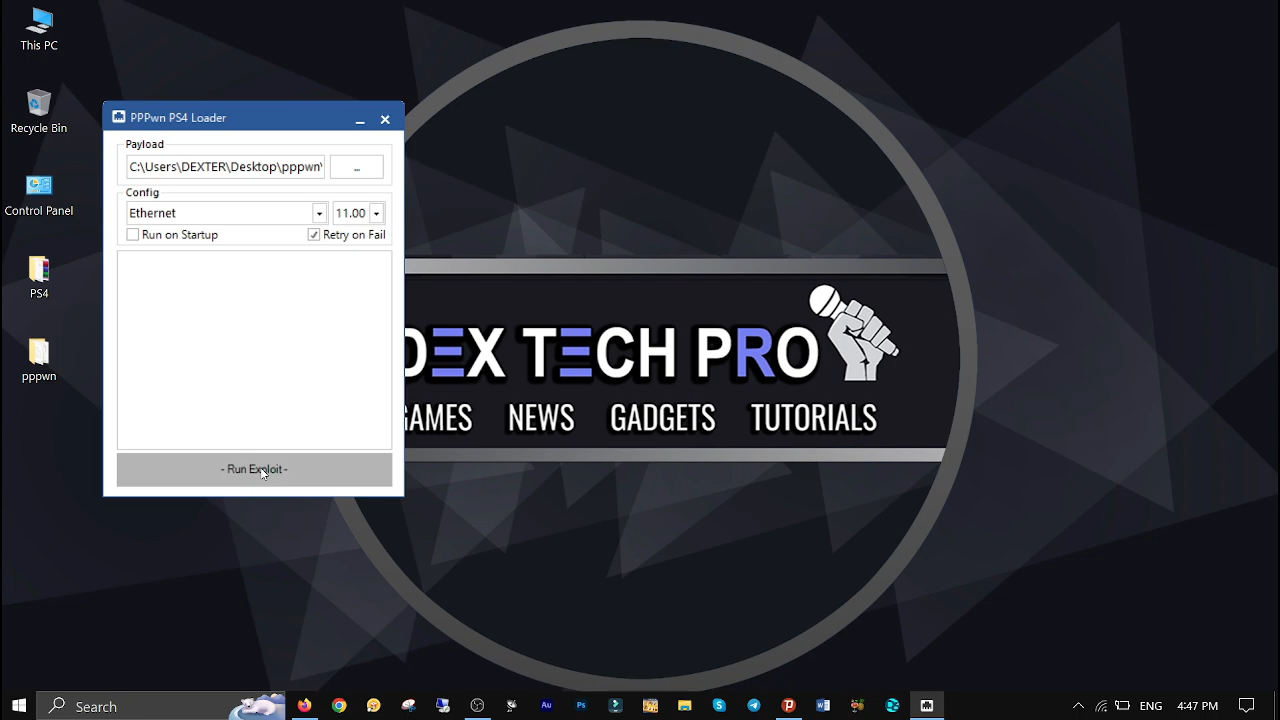 This PC
Recycle Bin
Control Panel
PS4
pppwn
PPPwn PS4 Loader
Payload
C:\Users\DEXTER\Desktop\pppwn\
...
Config
Ethernet
11.00
Run on Startup
Retry on Fail
- Run Exploit -
DEX TECH PRO
GAMES NEWS GADGETS TUTORIALS
Search
Au
Ps
ENG
4:47 PM